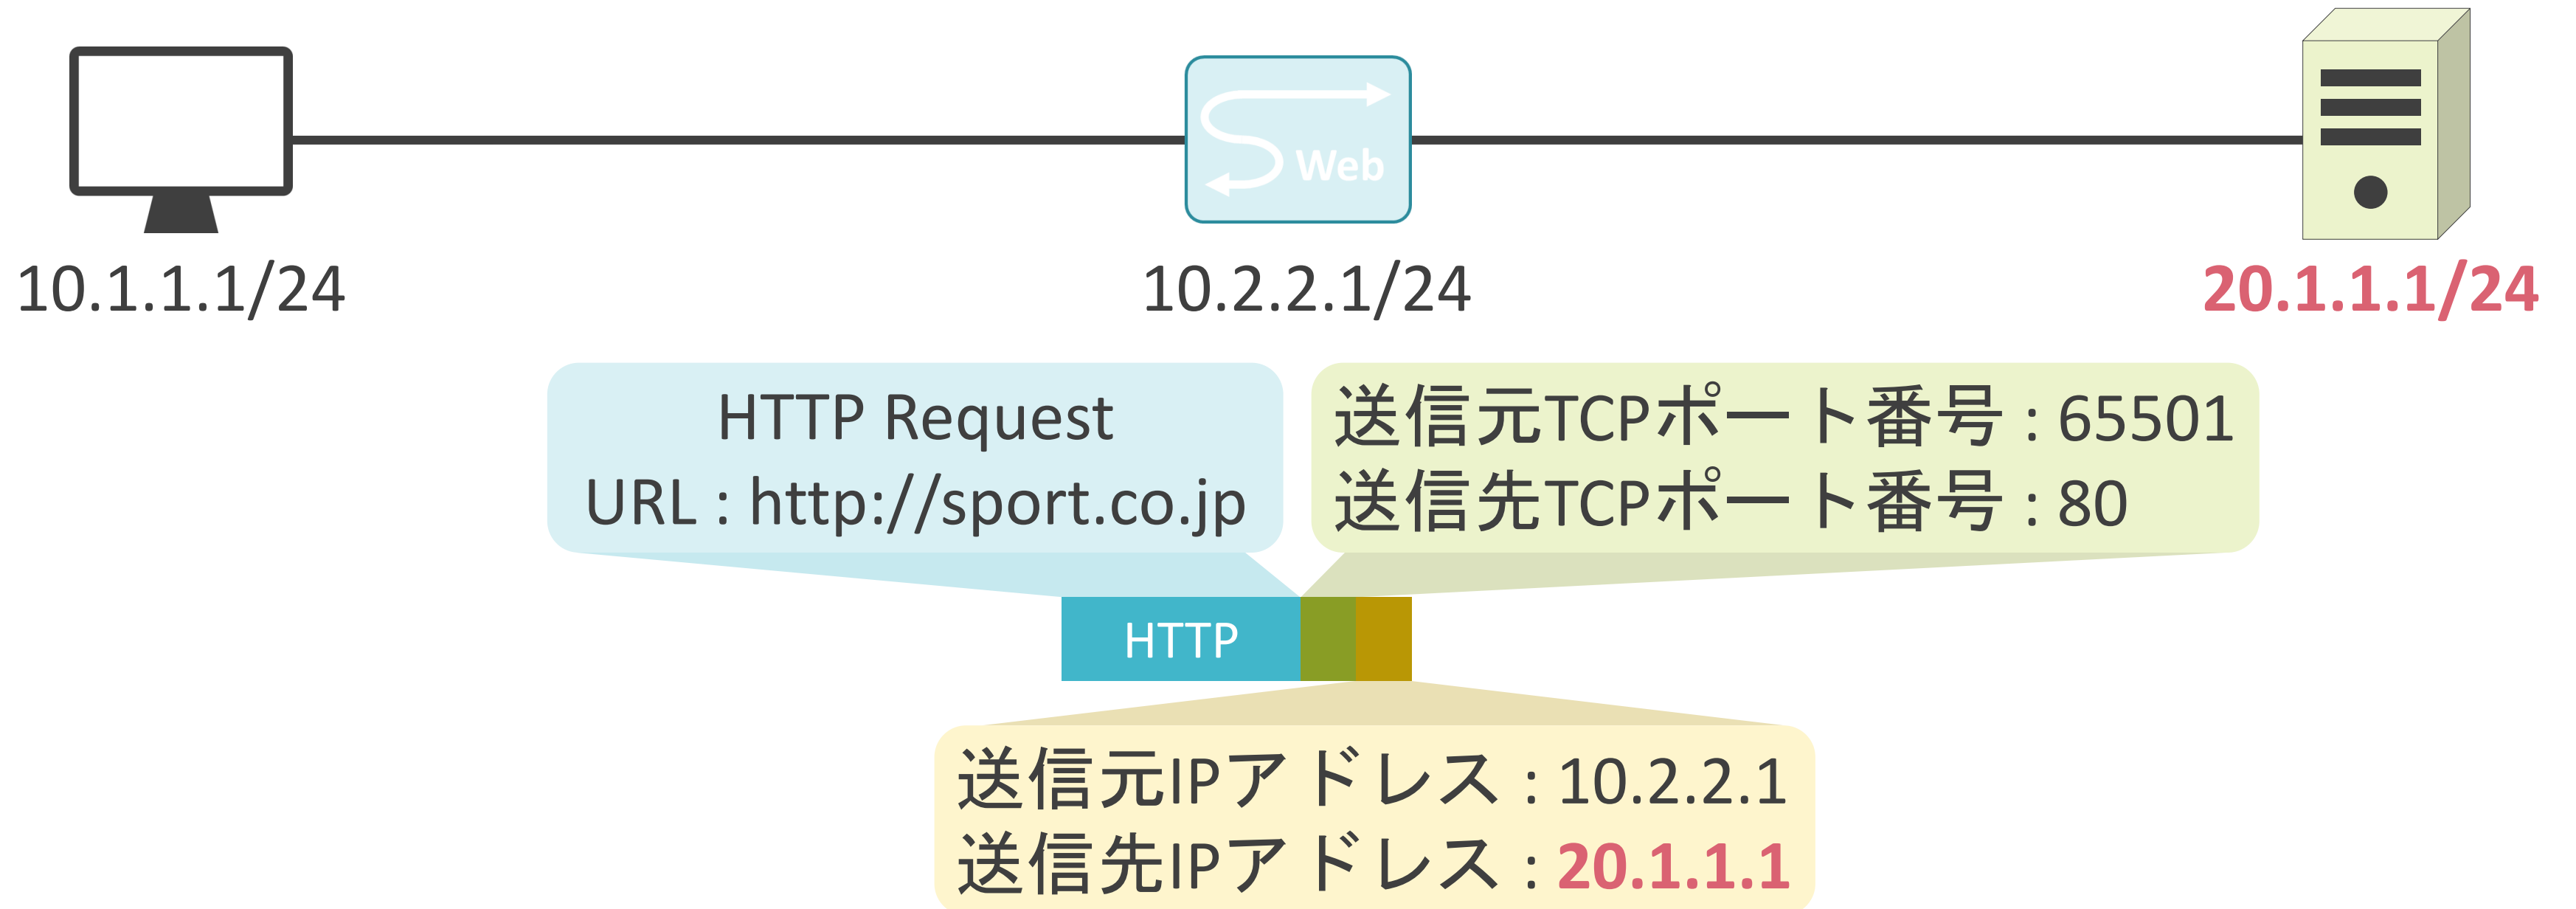 Web
10.1.1.1/24
10.2.2.1/24
20.1.1.1/24
HTTP Request
URL : http://sport.co.jp
送信元TCPポート番号 : 65501
送信先TCPポート番号 : 80
HTTP
送信元IPアドレス : 10.2.2.1
送信先IPアドレス : 20.1.1.1